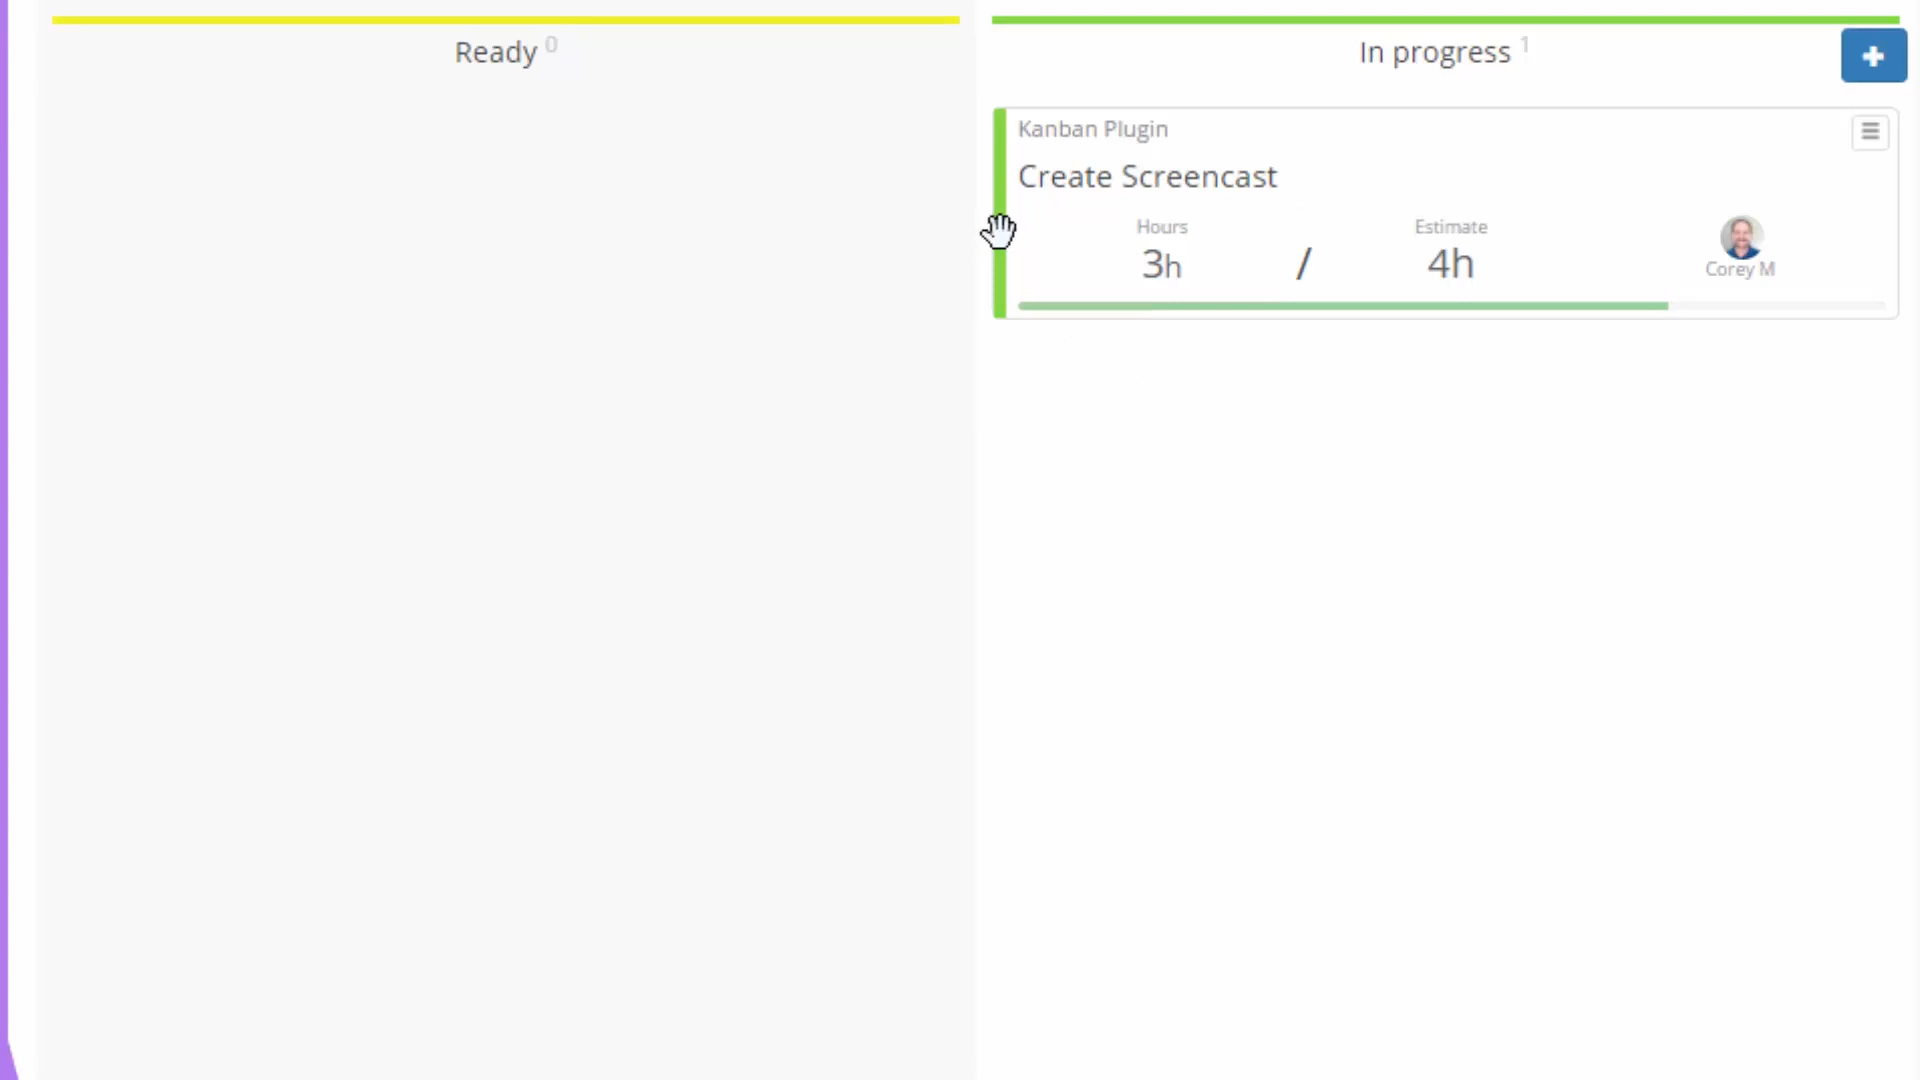 Ready 0
In progress 1
Kanban Plugin
Create Screencast
Hours
Estimate
3h / 4h
Corey M